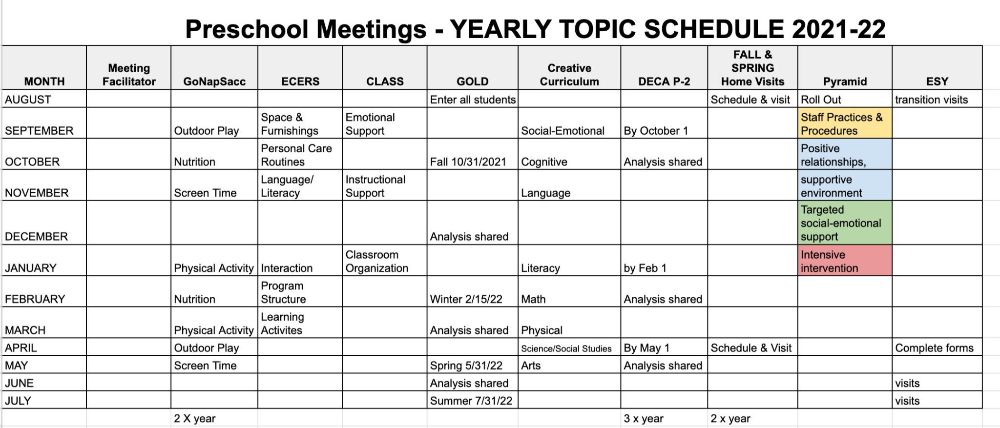 Preschool Meetings - YEARLY TOPIC SCHEDULE 2021-22
MONTH Meeting Facilitator GoNapSacc ECERS CLASS GOLD Creative Curriculum DECA P-2 FALL & SPRING Home Visits Pyramid ESY
AUGUST Enter all students Schedule & visit Roll Out transition visits
SEPTEMBER Outdoor Play Space & Furnishings Emotional Support Social-Emotional By October 1 Staff Practices & Procedures
OCTOBER Nutrition Personal Care Routines Fall 10/31/2021 Cognitive Analysis shared Positive relationships,
NOVEMBER Screen Time Language/ Literacy Instructional Support Language supportive environment
DECEMBER Analysis shared Targeted social-emotional support
JANUARY Physical Activity Interaction Classroom Organization Literacy by Feb 1 Intensive intervention
FEBRUARY Nutrition Program Structure Winter 2/15/22 Math Analysis shared
MARCH Physical Activity Learning Activites Analysis shared Physical
APRIL Outdoor Play Science/Social Studies By May 1 Schedule & Visit Complete forms
MAY Screen Time Spring 5/31/22 Arts Analysis shared
JUNE Analysis shared visits
JULY Summer 7/31/22 visits
2 X year 3 x year 2 x year